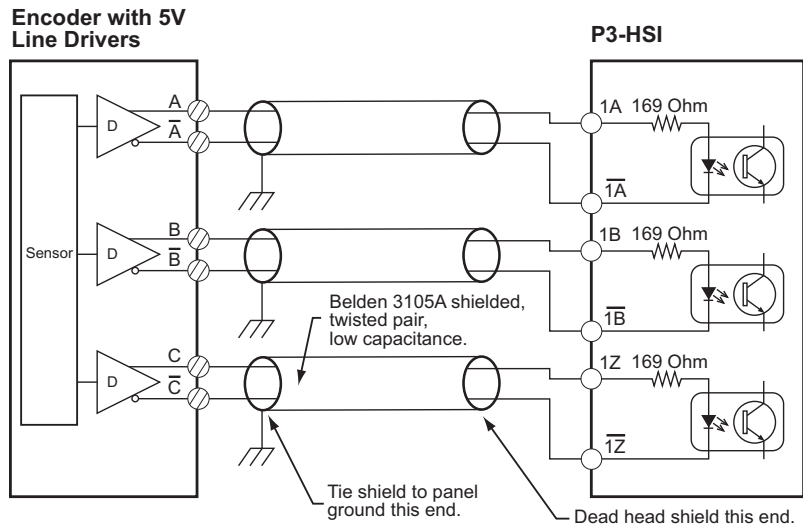 Encoder with 5V
Line Drivers
P3-HSI
Sensor
D
A
A̅
1A 169 Ohm
1A̅
D
B
B̅
1B 169 Ohm
1B̅
Belden 3105A shielded,
twisted pair,
low capacitance.
D
C
C̅
1Z 169 Ohm
1Z̅
Tie shield to panel
ground this end.
Dead head shield this end.